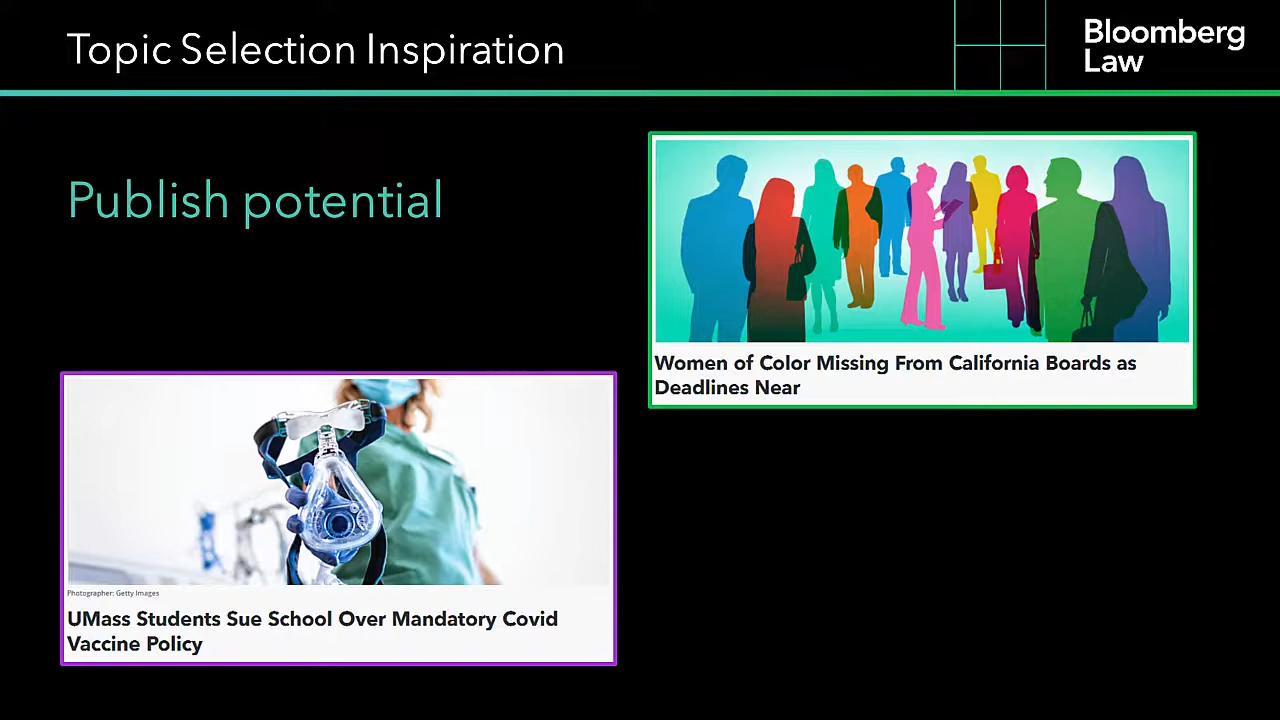 Topic Selection Inspiration
Bloomberg
Law
Publish potential
Women of Color Missing From California Boards as
Deadlines Near
Photographer: Getty Images
UMass Students Sue School Over Mandatory Covid
Vaccine Policy